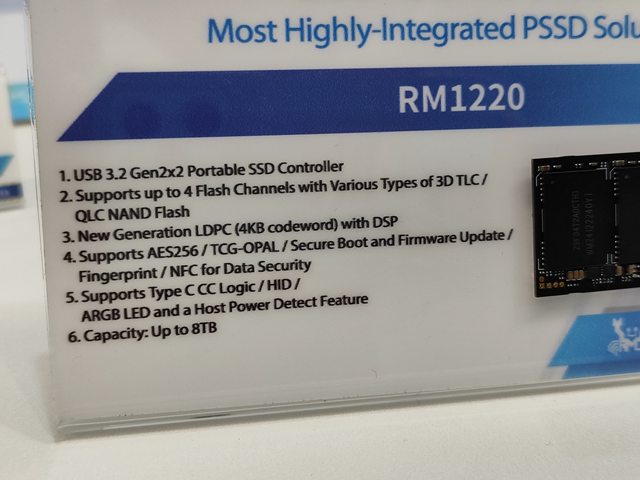 Most Highly-Integrated PSSD
RM1220
1. USB 3.2 Gen2x2 Portable SSD Controller
2. Supports up to 4 Flash Channels with Various Types of 3D TLC /
QLC NAND Flash
3. New Generation LDPC (4KB codeword) with DSP
4. Supports AES256 / TCG-OPAL / Secure Boot and Firmware Update /
Fingerprint / NFC for Data Security
5. Supports Type C CC Logic / HID /
ARGB LED and a Host Power Detect Feature
6. Capacity: Up to 8TB